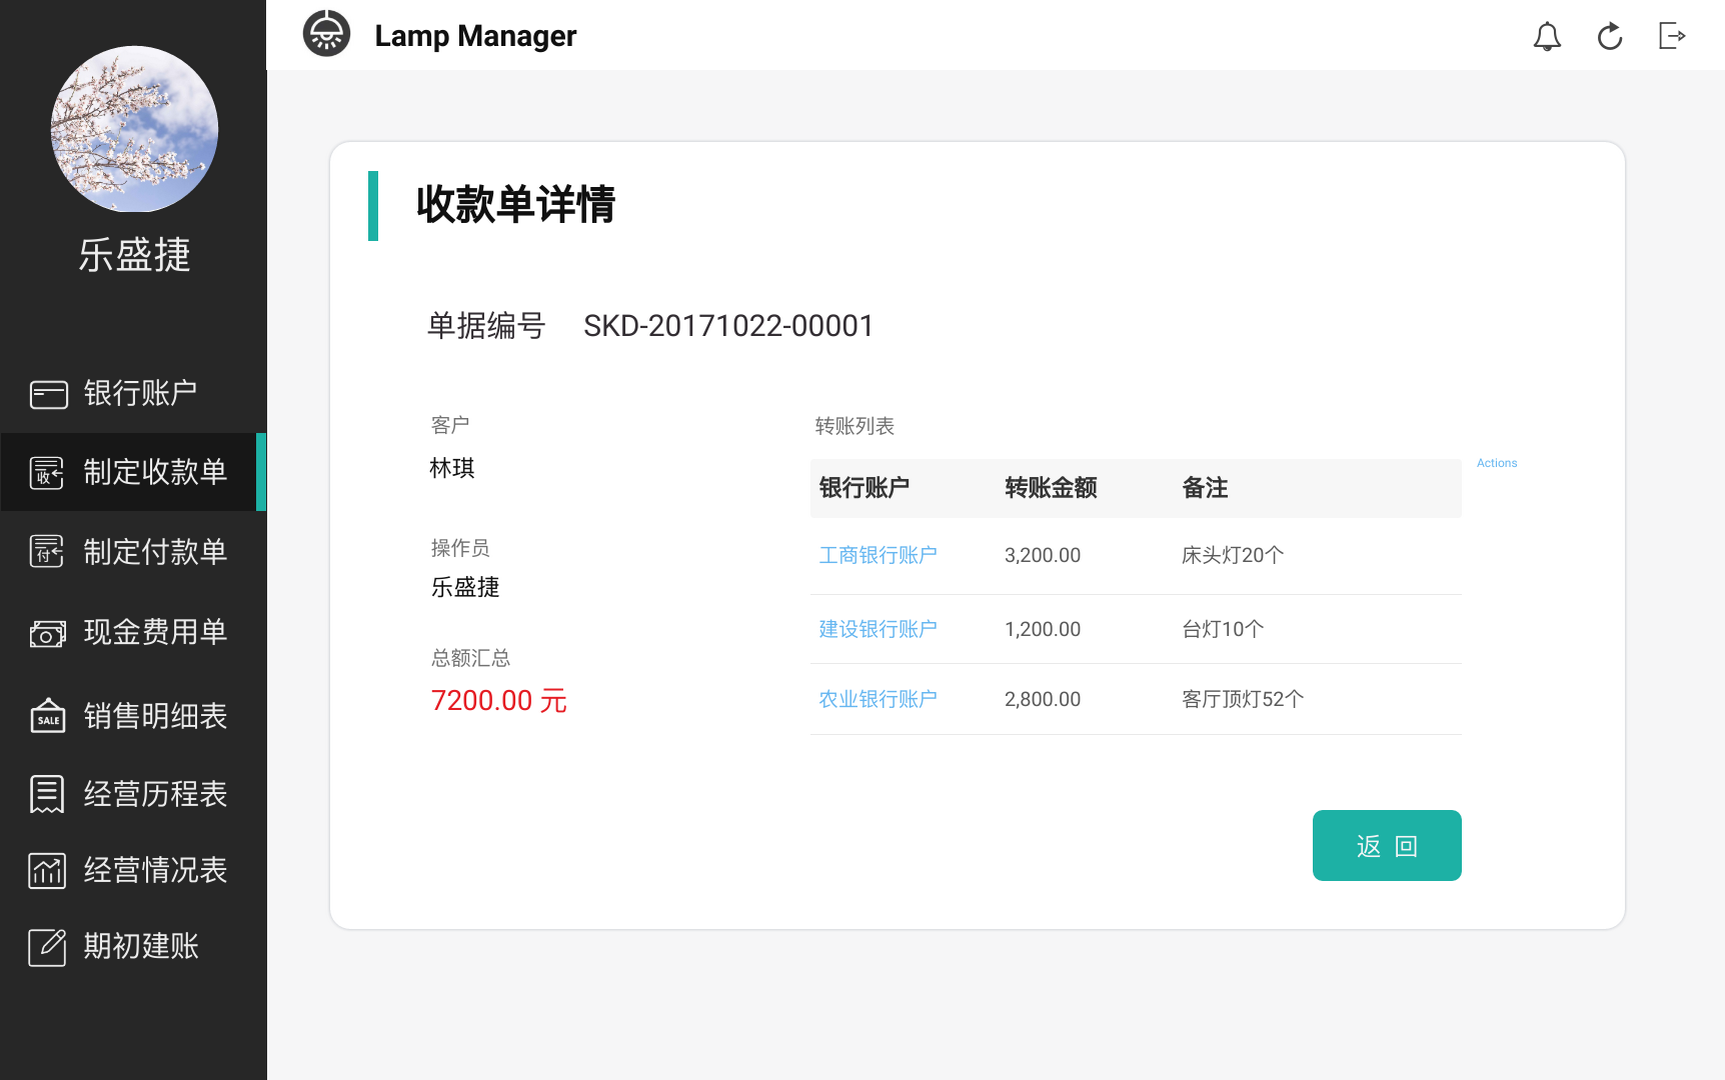 Lamp Manager
乐盛捷
银行账户
收
制定收款单
付
制定付款单
现金费用单
SALE
销售明细表
经营历程表
经营情况表
期初建账
收款单详情
单据编号 SKD-20171022-00001
客户
林琪
操作员
乐盛捷
总额汇总
7200.00 元
转账列表
Actions
银行账户 转账金额 备注
工商银行账户 3,200.00 床头灯20个
建设银行账户 1,200.00 台灯10个
农业银行账户 2,800.00 客厅顶灯52个
返 回